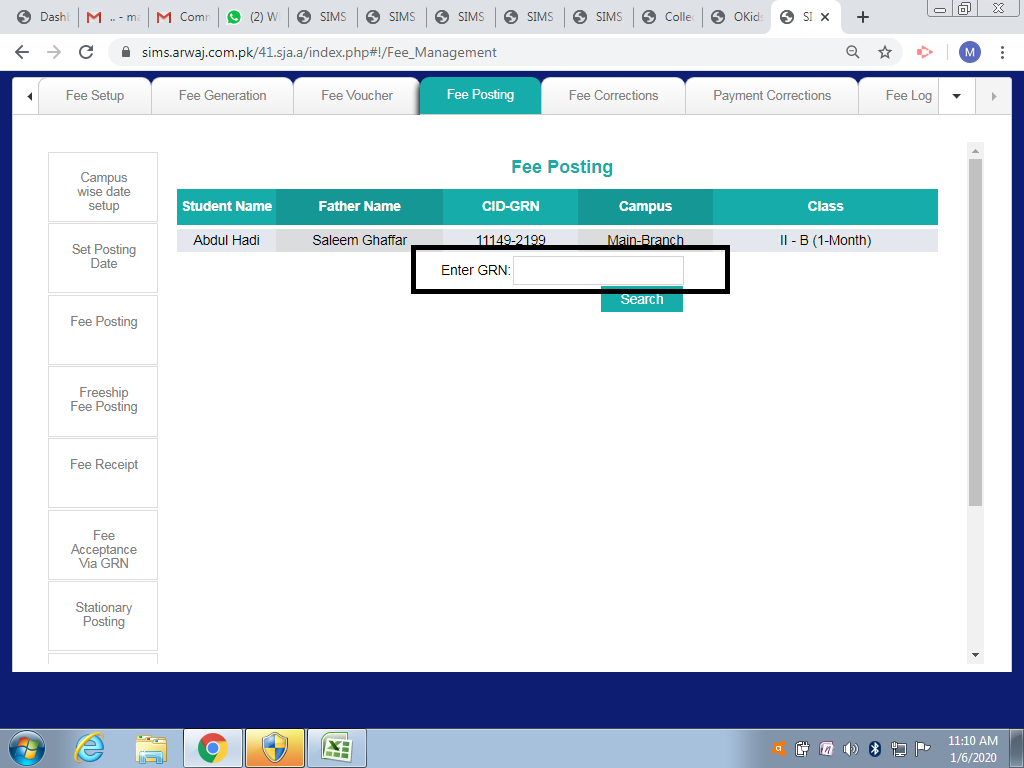 Dashb
.. - ma
Comm
(2) W
SIMS
SIMS
SIMS
SIMS
SIMS
Colle
OKids
SI
sims.arwaj.com.pk/41.sja.a/index.php#!/Fee_Management
M
Fee Setup
Fee Generation
Fee Voucher
Fee Posting
Fee Corrections
Payment Corrections
Fee Log
Campus
wise date
setup
Set Posting
Date
Fee Posting
Freeship
Fee Posting
Fee Receipt
Fee
Acceptance
Via GRN
Stationary
Posting
Fee Posting
Student Name Father Name CID-GRN Campus Class
Abdul Hadi Saleem Ghaffar 11149-2199 Main-Branch II - B (1-Month)
Enter GRN:
Search
11:10 AM
1/6/2020